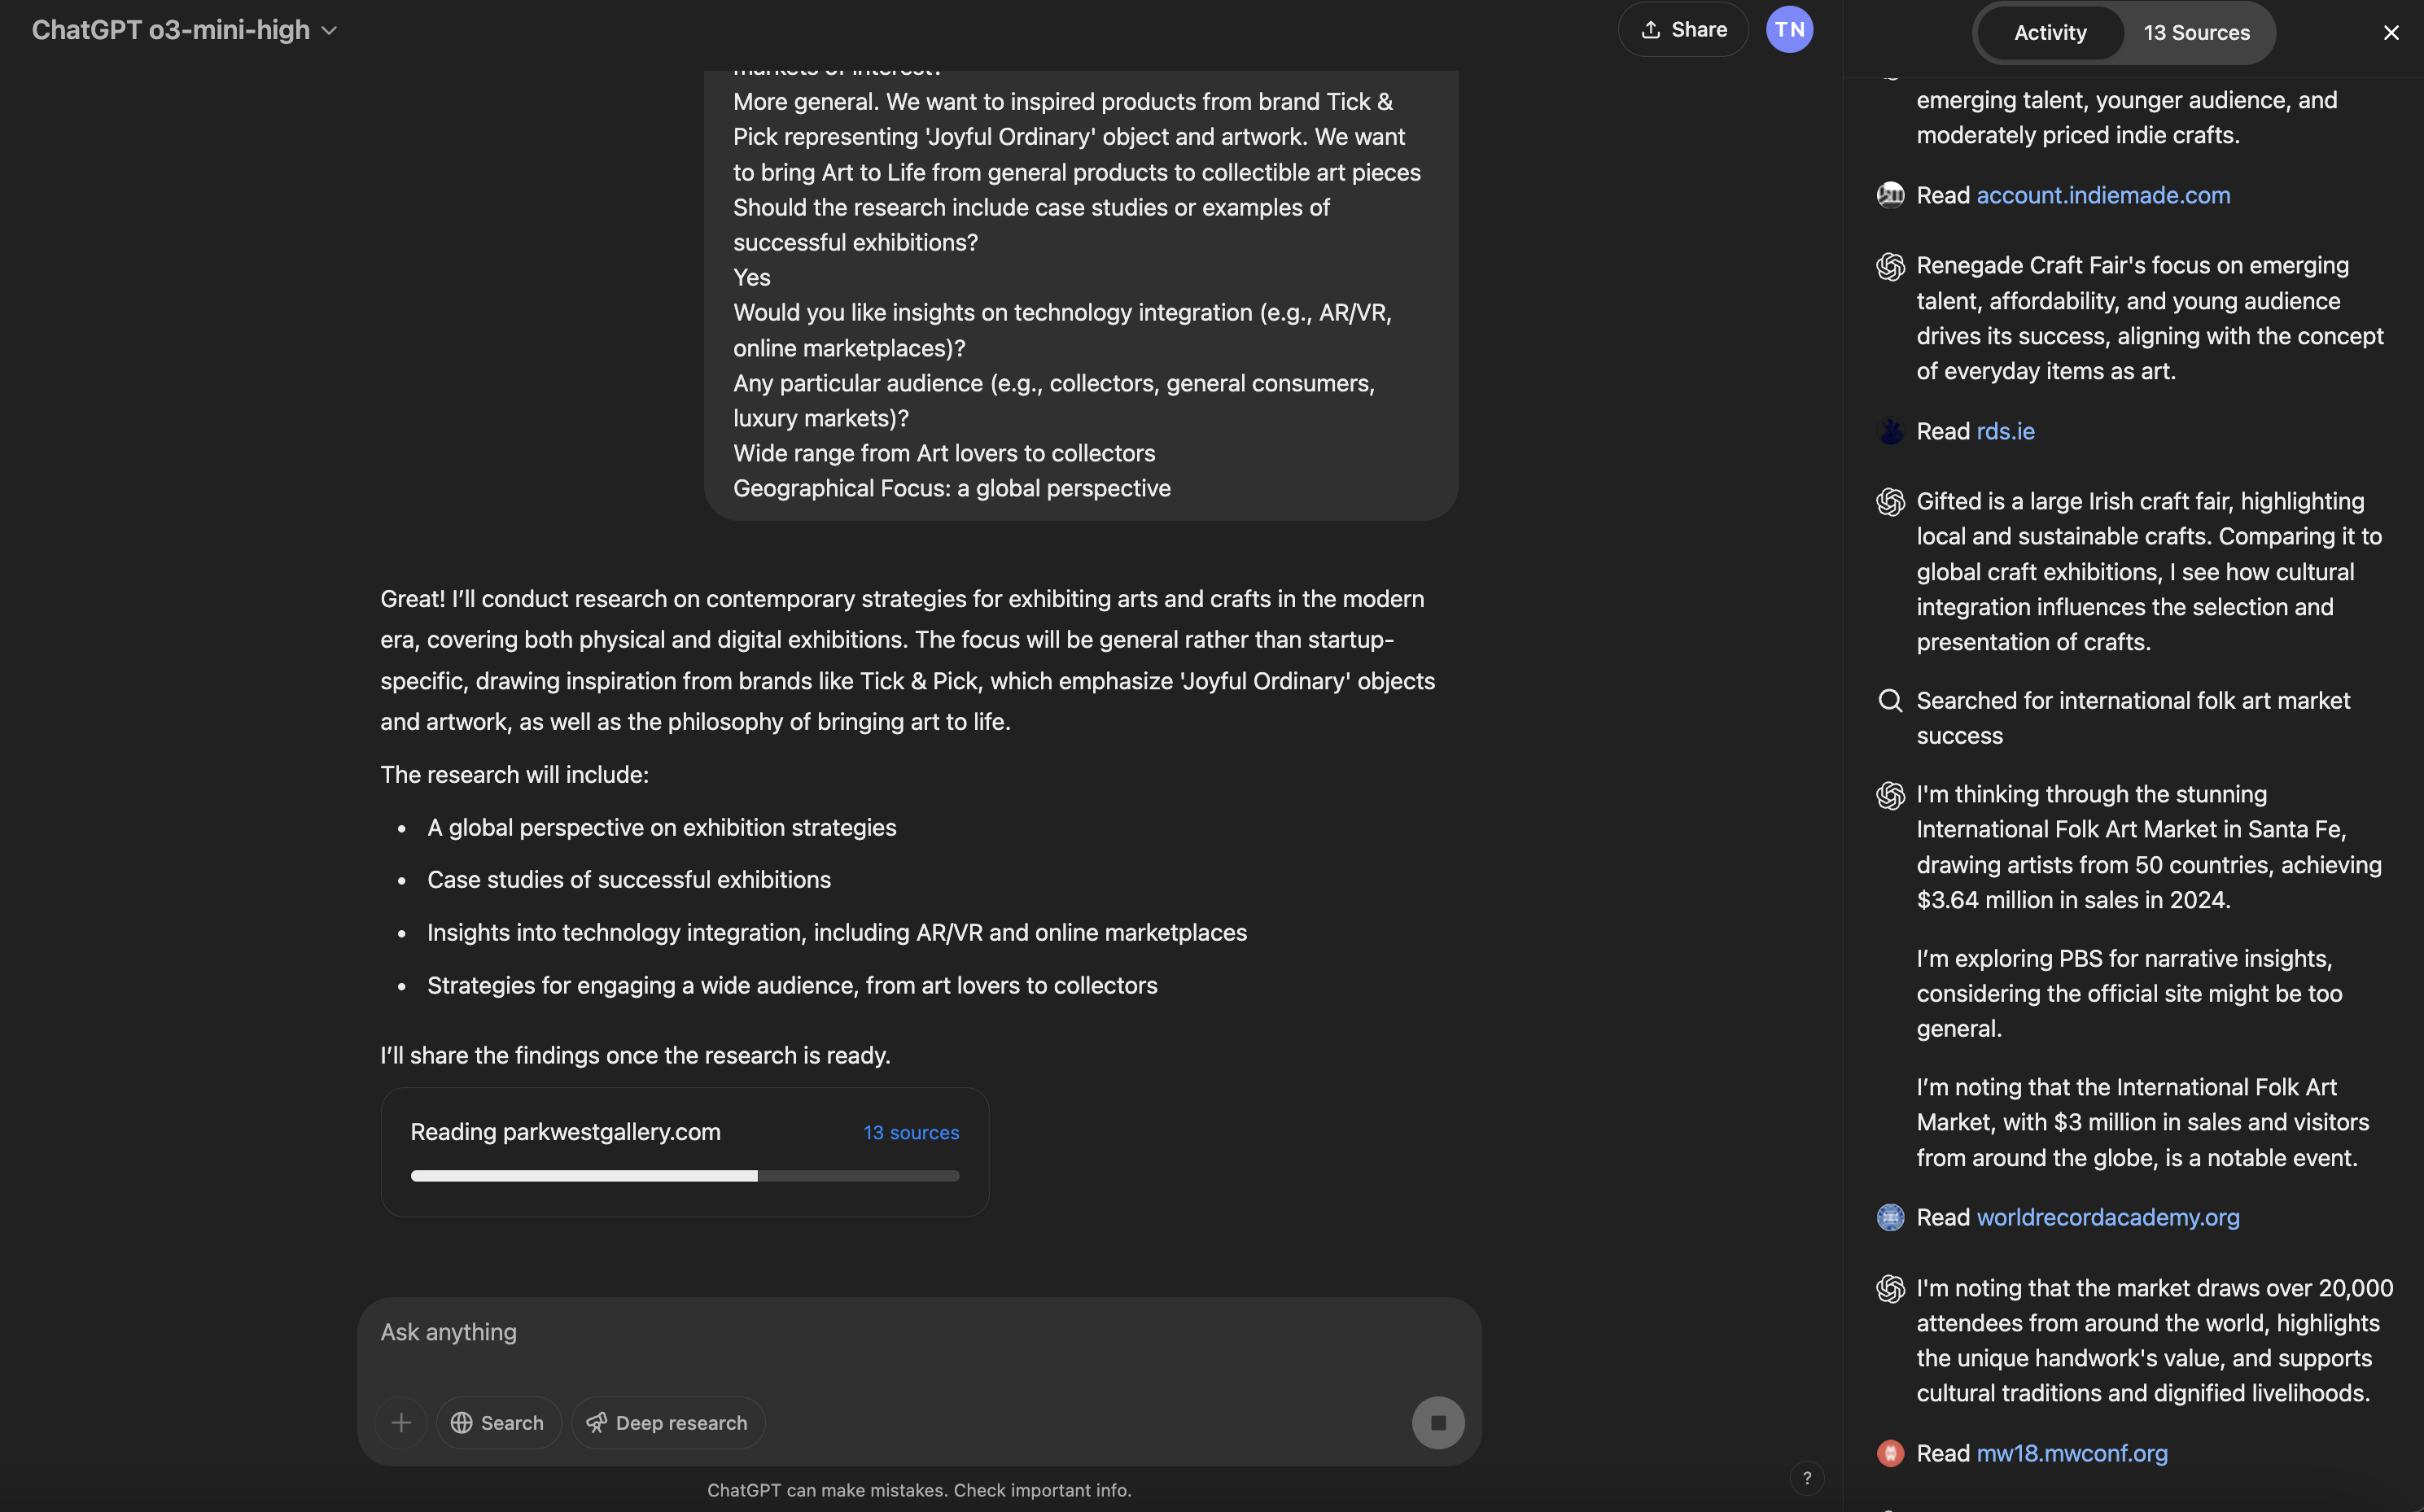 ChatGPT o3-mini-high
Share
TN
markets of interest?
More general. We want to inspired products from brand Tick &
Pick representing 'Joyful Ordinary' object and artwork. We want
to bring Art to Life from general products to collectible art pieces
Should the research include case studies or examples of
successful exhibitions?
Yes
Would you like insights on technology integration (e.g., AR/VR,
online marketplaces)?
Any particular audience (e.g., collectors, general consumers,
luxury markets)?
Wide range from Art lovers to collectors
Geographical Focus: a global perspective
Great! I’ll conduct research on contemporary strategies for exhibiting arts and crafts in the modern
era, covering both physical and digital exhibitions. The focus will be general rather than startup-
specific, drawing inspiration from brands like Tick & Pick, which emphasize 'Joyful Ordinary' objects
and artwork, as well as the philosophy of bringing art to life.
The research will include:
• A global perspective on exhibition strategies
• Case studies of successful exhibitions
• Insights into technology integration, including AR/VR and online marketplaces
• Strategies for engaging a wide audience, from art lovers to collectors
I’ll share the findings once the research is ready.
Reading parkwestgallery.com
13 sources
Ask anything
Search
Deep research
ChatGPT can make mistakes. Check important info.
?
Activity
13 Sources
emerging talent, younger audience, and
moderately priced indie crafts.
Read account.indiemade.com
Renegade Craft Fair's focus on emerging
talent, affordability, and young audience
drives its success, aligning with the concept
of everyday items as art.
Read rds.ie
Gifted is a large Irish craft fair, highlighting
local and sustainable crafts. Comparing it to
global craft exhibitions, I see how cultural
integration influences the selection and
presentation of crafts.
Searched for international folk art market
success
I'm thinking through the stunning
International Folk Art Market in Santa Fe,
drawing artists from 50 countries, achieving
$3.64 million in sales in 2024.
I’m exploring PBS for narrative insights,
considering the official site might be too
general.
I’m noting that the International Folk Art
Market, with $3 million in sales and visitors
from around the globe, is a notable event.
Read worldrecordacademy.org
I'm noting that the market draws over 20,000
attendees from around the world, highlights
the unique handwork's value, and supports
cultural traditions and dignified livelihoods.
Read mw18.mwconf.org